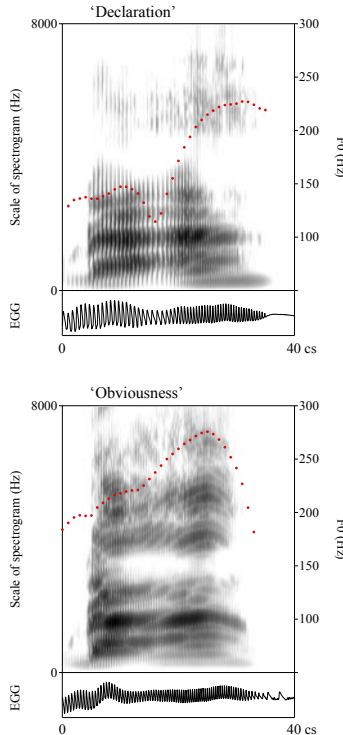 ‘Declaration’
8000
300
250
200
150
100
0
Scale of spectrogram (Hz)
F0 (Hz)
EGG
0
40 cs
‘Obviousness’
8000
300
250
200
150
100
0
Scale of spectrogram (Hz)
F0 (Hz)
EGG
0
40 cs